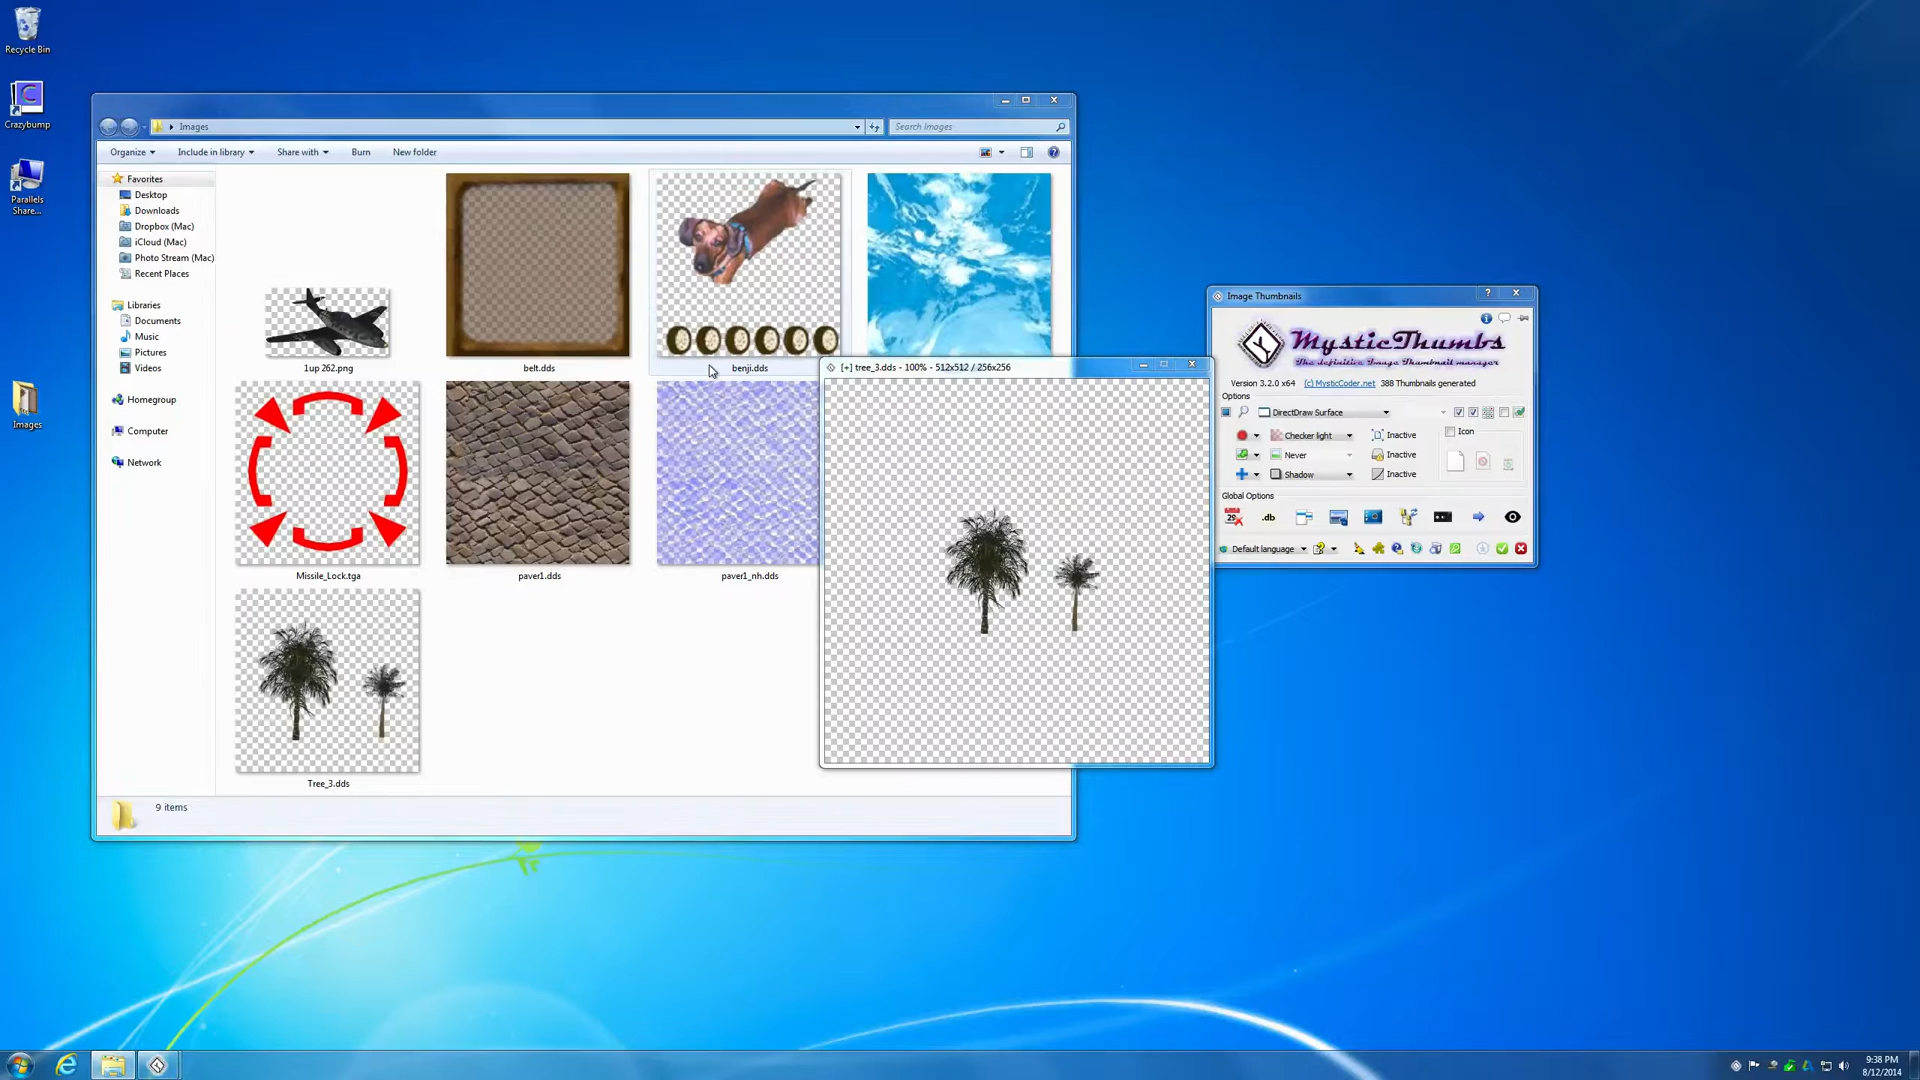 Recycle Bin
Crazybump
Parallels
Share...
Images
Images
Search Images
Organize
Include in library
Share with
Burn
New folder
Favorites
Desktop
Downloads
Dropbox (Mac)
iCloud (Mac)
Photo Stream (Mac)
Recent Places
Libraries
Documents
Music
Pictures
Videos
Homegroup
Computer
Network
1up 262.png
belt.dds
benji.dds
Missile_Lock.tga
paver1.dds
paver1_nh.dds
Tree_3.dds
9 items
[+] tree_3.dds - 100% - 512x512 / 256x256
Image Thumbnails
MysticThumbs
The definitive Image Thumbnail manager
Version 3.2.0 x64
(c) MysticCoder.net
388 Thumbnails generated
Options
DirectDraw Surface
Checker light
Inactive
Icon
Never
Inactive
Shadow
Inactive
Global Options
29
.db
Default language
9:38 PM
8/12/2014